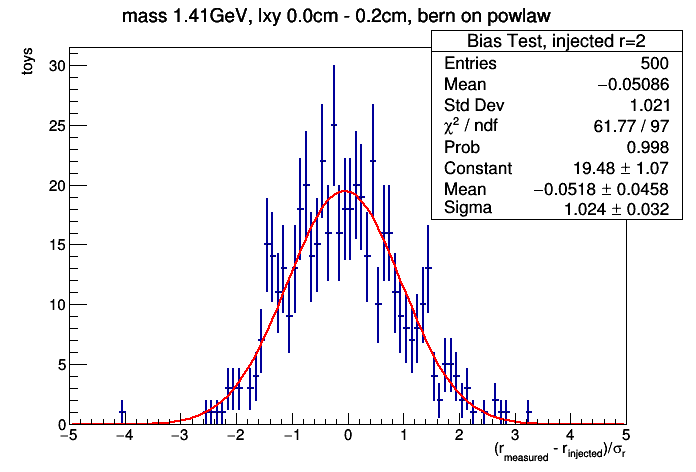 mass 1.41GeV, lxy 0.0cm - 0.2cm, bern on powlaw
Bias Test, injected r=2
Entries 500
Mean −0.05086
Std Dev 1.021
χ² / ndf 61.77 / 97
Prob 0.998
Constant 19.48 ± 1.07
Mean −0.0518 ± 0.0458
Sigma 1.024 ± 0.032
toys
30
25
20
15
10
5
0
−5 −4 −3 −2 −1 0 1 2 3 4 5
(r_measured - r_injected)/σ_r